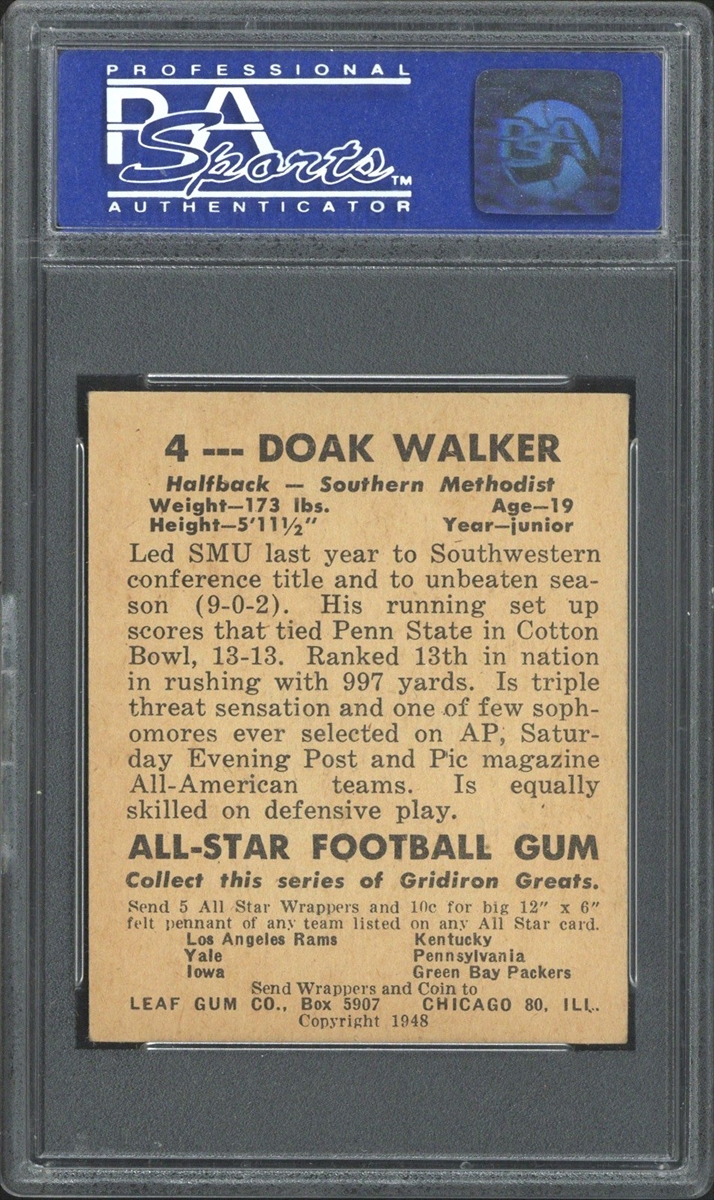 PROFESSIONAL
PSA
Sports™
AUTHENTICATOR
PSA
4 --- DOAK WALKER
Halfback — Southern Methodist
Weight—173 lbs. Age—19
Height—5'11½" Year—junior
Led SMU last year to Southwestern
conference title and to unbeaten sea-
son (9-0-2). His running set up
scores that tied Penn State in Cotton
Bowl, 13-13. Ranked 13th in nation
in rushing with 997 yards. Is triple
threat sensation and one of few soph-
omores ever selected on AP, Satur-
day Evening Post and Pic magazine
All-American teams. Is equally
skilled on defensive play.
ALL-STAR FOOTBALL GUM
Collect this series of Gridiron Greats.
Send 5 All Star Wrappers and 10c for big 12" x 6"
felt pennant of any team listed on any All Star card.
Los Angeles Rams Kentucky
Yale Pennsylvania
Iowa Green Bay Packers
Send Wrappers and Coin to
LEAF GUM CO., Box 5907 CHICAGO 80, ILL.
Copyright 1948